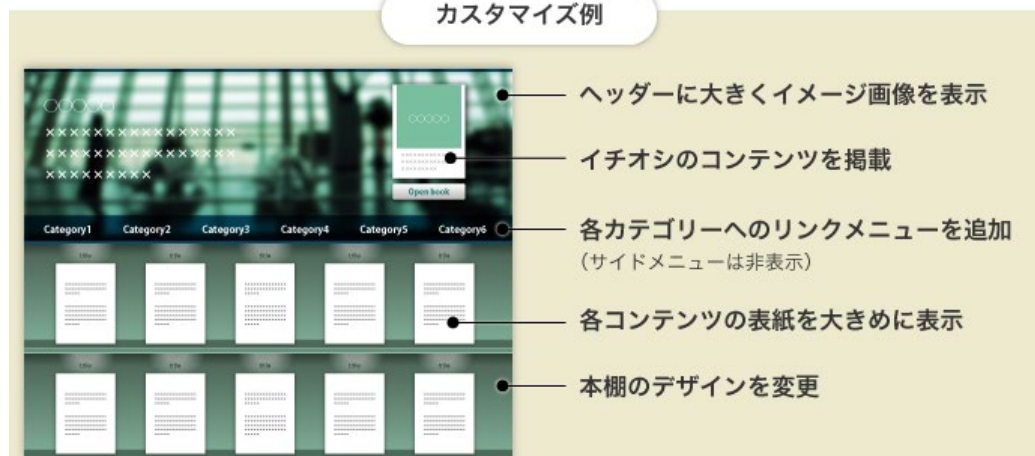 カスタマイズ例
○○○○○
×××××××××××××××××
×××××××××××××××××
×××××××××
○○○○○
Open book
Category1 Category2 Category3 Category4 Category5 Category6
ヘッダーに大きくイメージ画像を表示
イチオシのコンテンツを掲載
各カテゴリーへのリンクメニューを追加
（サイドメニューは非表示）
各コンテンツの表紙を大きめに表示
本棚のデザインを変更